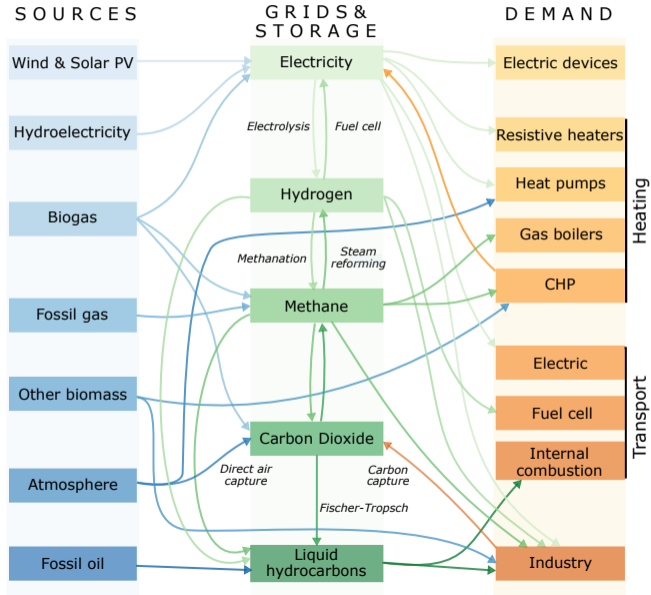 SOURCES
GRIDS&
STORAGE
DEMAND
Wind & Solar PV
Electricity
Electric devices
Hydroelectricity
Electrolysis
Fuel cell
Resistive heaters
Heat pumps
Hydrogen
Biogas
Gas boilers
Heating
Methanation
Steam
reforming
CHP
Fossil gas
Methane
Electric
Other biomass
Fuel cell
Transport
Carbon Dioxide
Internal
combustion
Atmosphere
Direct air
capture
Carbon
capture
Fischer-Tropsch
Fossil oil
Liquid
hydrocarbons
Industry